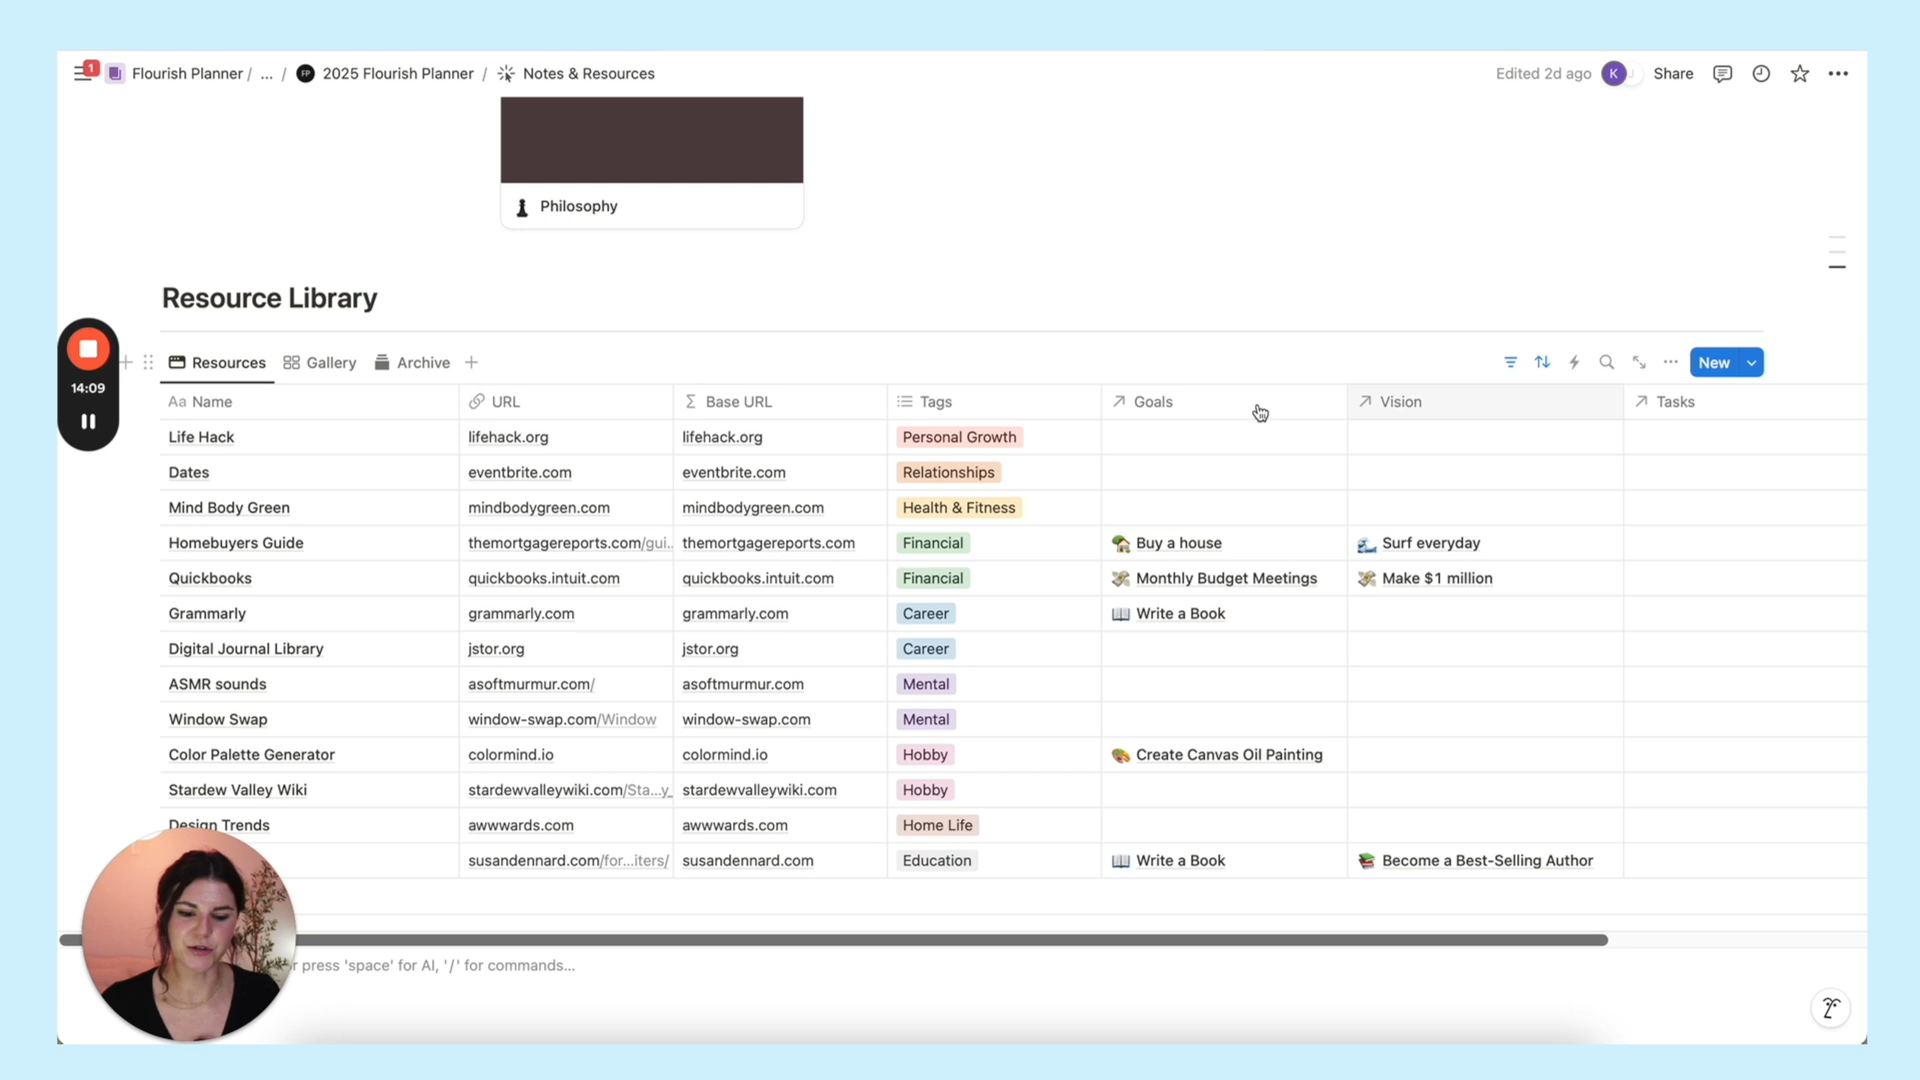 1 Flourish Planner / ... / FP 2025 Flourish Planner / Notes & Resources Edited 2d ago K Share
Philosophy
Resource Library
14:09
Resources Gallery Archive New
Aa Name URL Σ Base URL Tags Goals Vision Tasks
Life Hack lifehack.org lifehack.org Personal Growth
Dates eventbrite.com eventbrite.com Relationships
Mind Body Green mindbodygreen.com mindbodygreen.com Health & Fitness
Homebuyers Guide themortgagereports.com/gui... themortgagereports.com Financial Buy a house Surf everyday
Quickbooks quickbooks.intuit.com quickbooks.intuit.com Financial Monthly Budget Meetings Make $1 million
Grammarly grammarly.com grammarly.com Career Write a Book
Digital Journal Library jstor.org jstor.org Career
ASMR sounds asoftmurmur.com/ asoftmurmur.com Mental
Window Swap window-swap.com/Window window-swap.com Mental
Color Palette Generator colormind.io colormind.io Hobby Create Canvas Oil Painting
Stardew Valley Wiki stardewvalleywiki.com/Sta...y_ stardewvalleywiki.com Hobby
Design Trends awwwards.com awwwards.com Home Life
susandennard.com/for...iters/ susandennard.com Education Write a Book Become a Best-Selling Author
press 'space' for AI, '/' for commands...